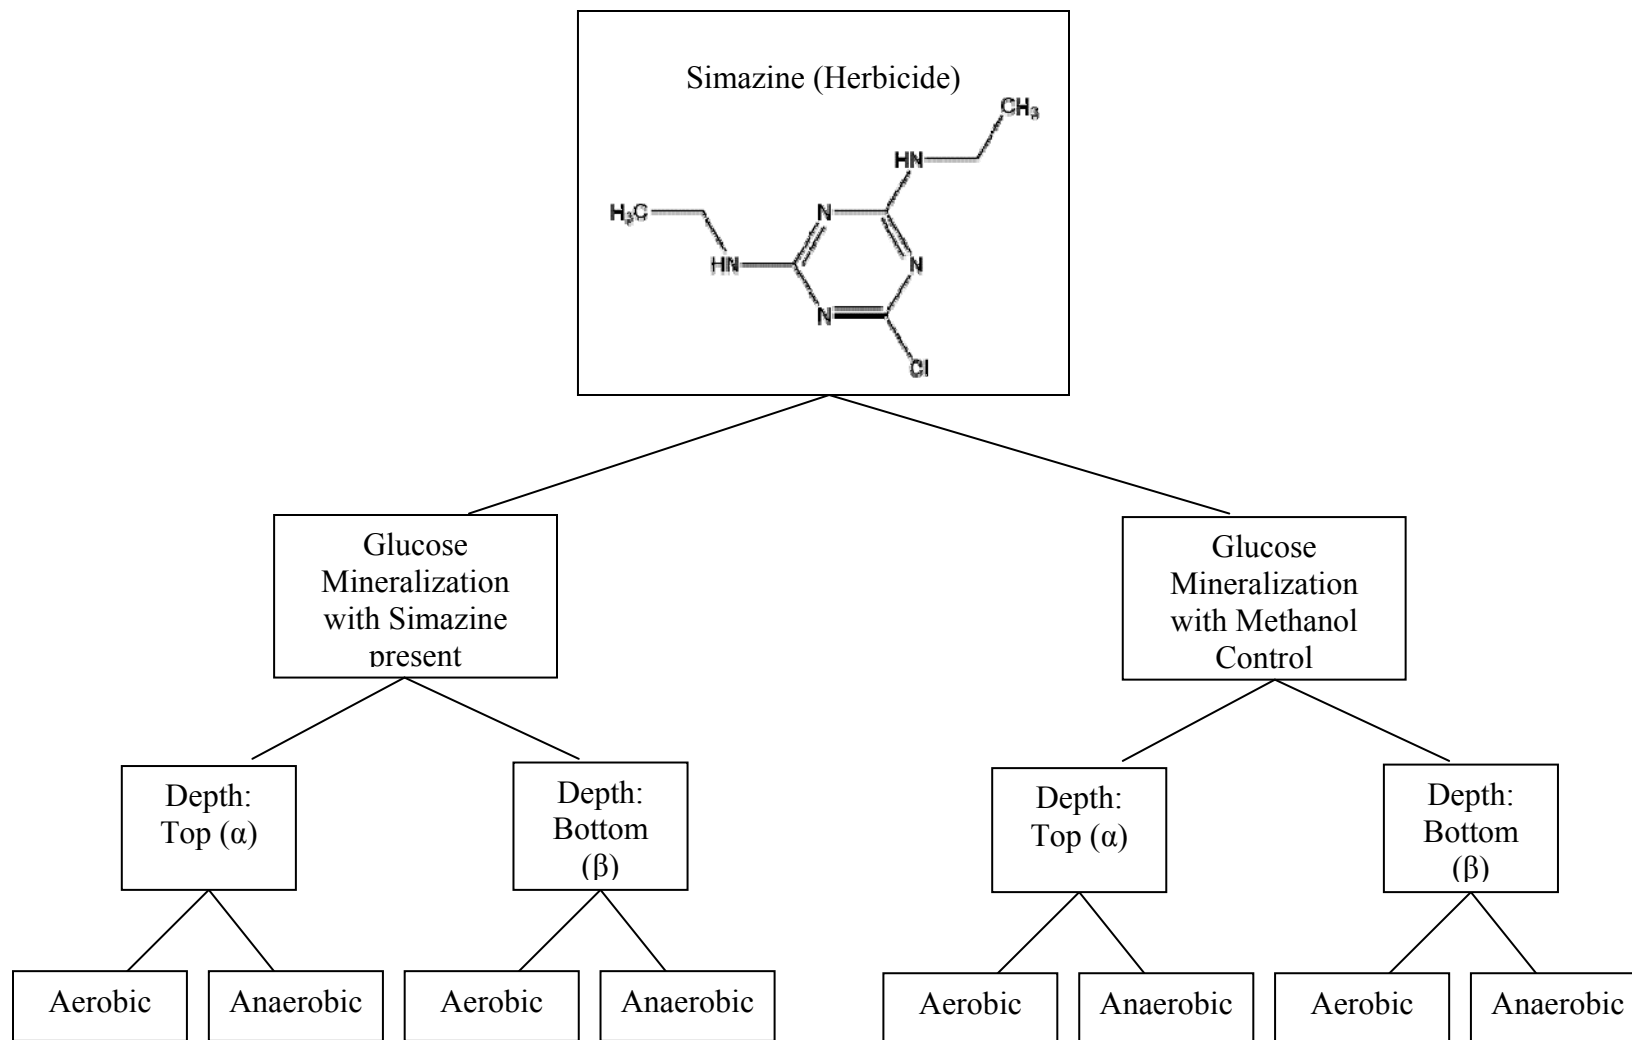 Simazine (Herbicide)
CH₃
HN
H₃C
N
HN
N
N
Cl
Glucose
Mineralization
with Simazine
present
Glucose
Mineralization
with Methanol
Control
Depth:
Top (α)
Depth:
Bottom
(β)
Depth:
Top (α)
Depth:
Bottom
(β)
Aerobic
Anaerobic
Aerobic
Anaerobic
Aerobic
Anaerobic
Aerobic
Anaerobic